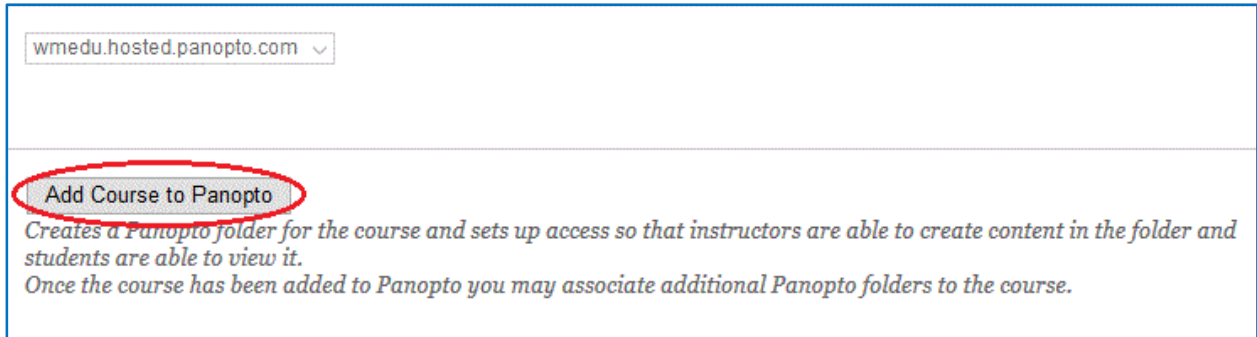 wmedu.hosted.panopto.com
Add Course to Panopto
Creates a Panopto folder for the course and sets up access so that instructors are able to create content in the folder and
students are able to view it.
Once the course has been added to Panopto you may associate additional Panopto folders to the course.